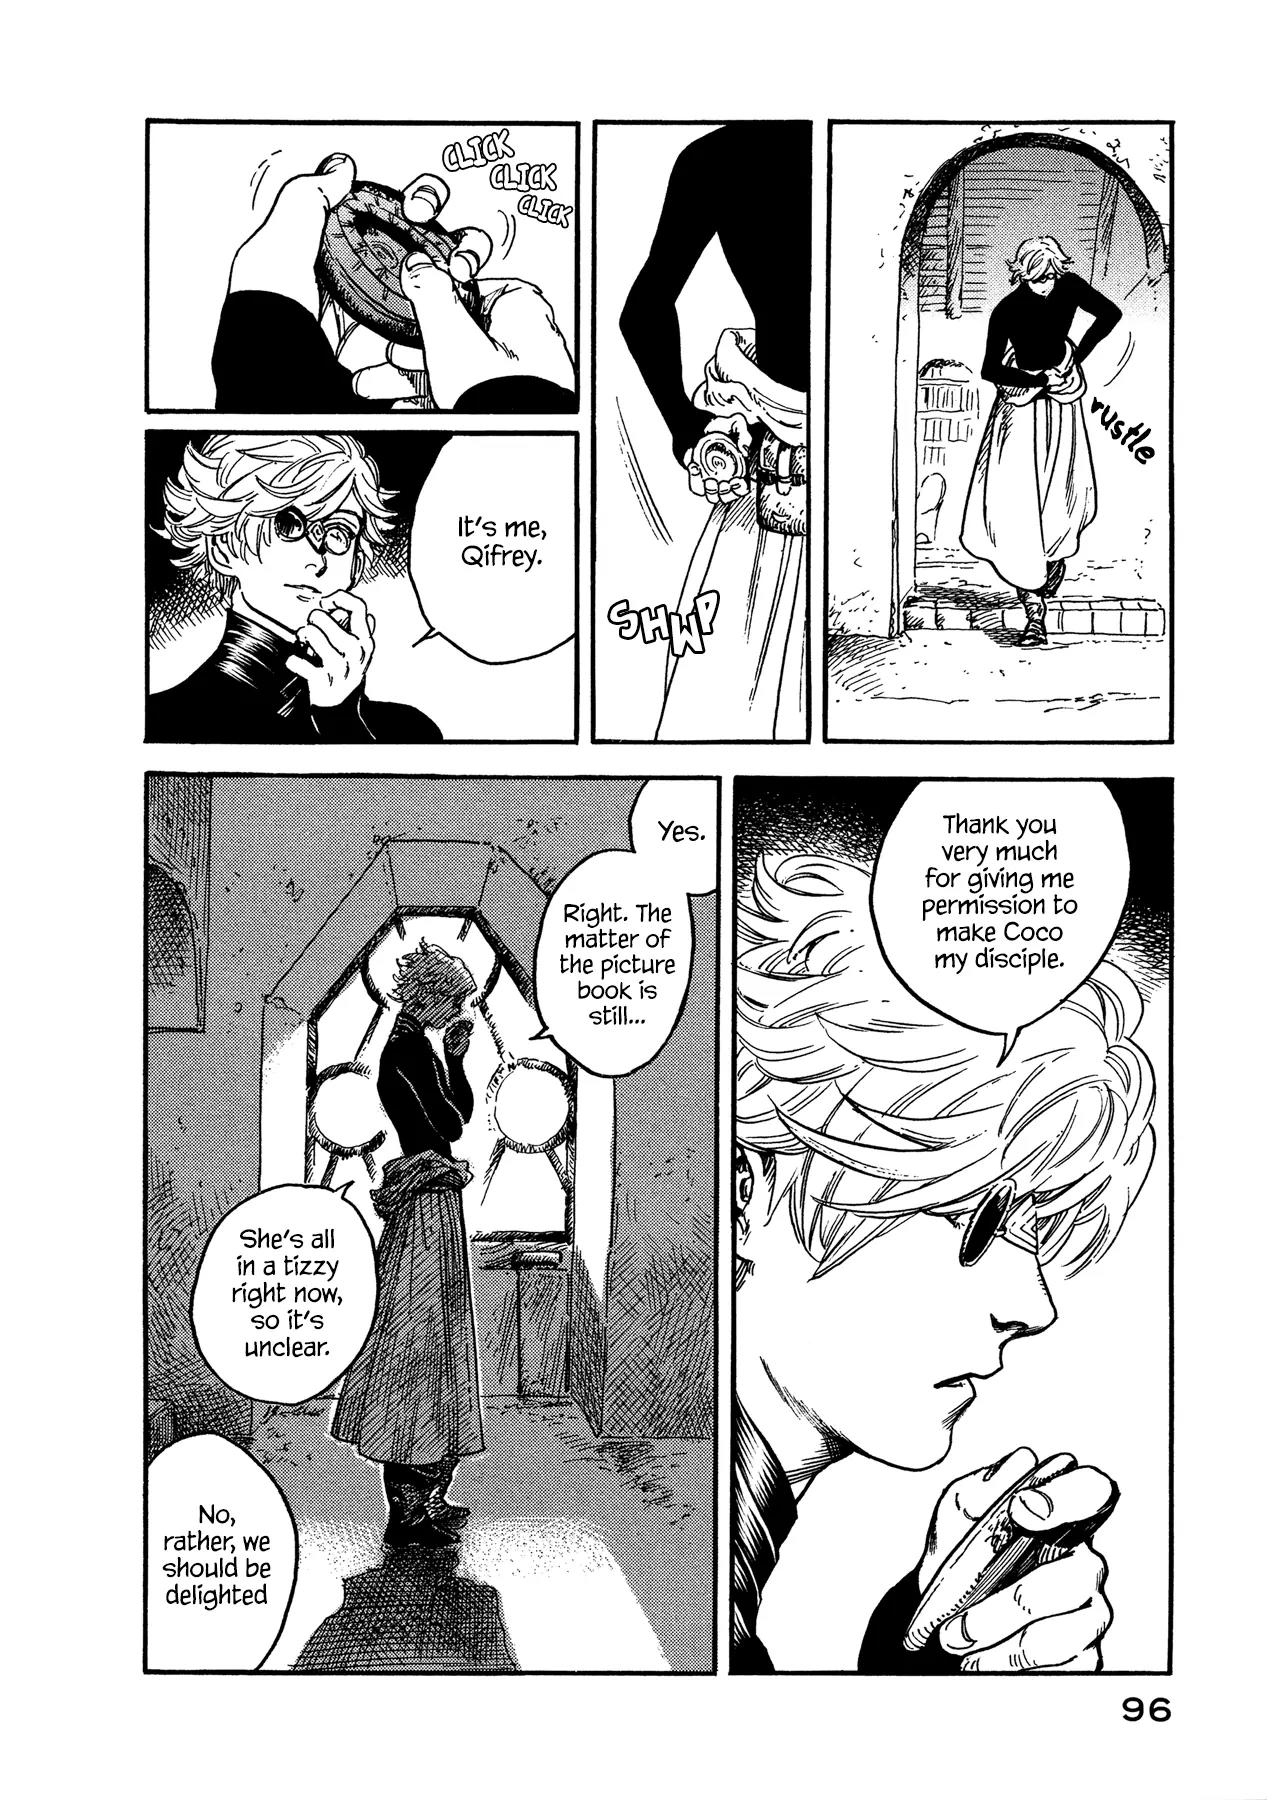 rustle
SHWP
CLICK
CLICK
CLICK
It's me,
Qifrey.
Thank you
very much
for giving me
permission to
make Coco
my disciple.
Yes.
Right. The
matter of
the picture
book is
still...
She's all
in a tizzy
right now,
so it's
unclear.
No,
rather, we
should be
delighted
96